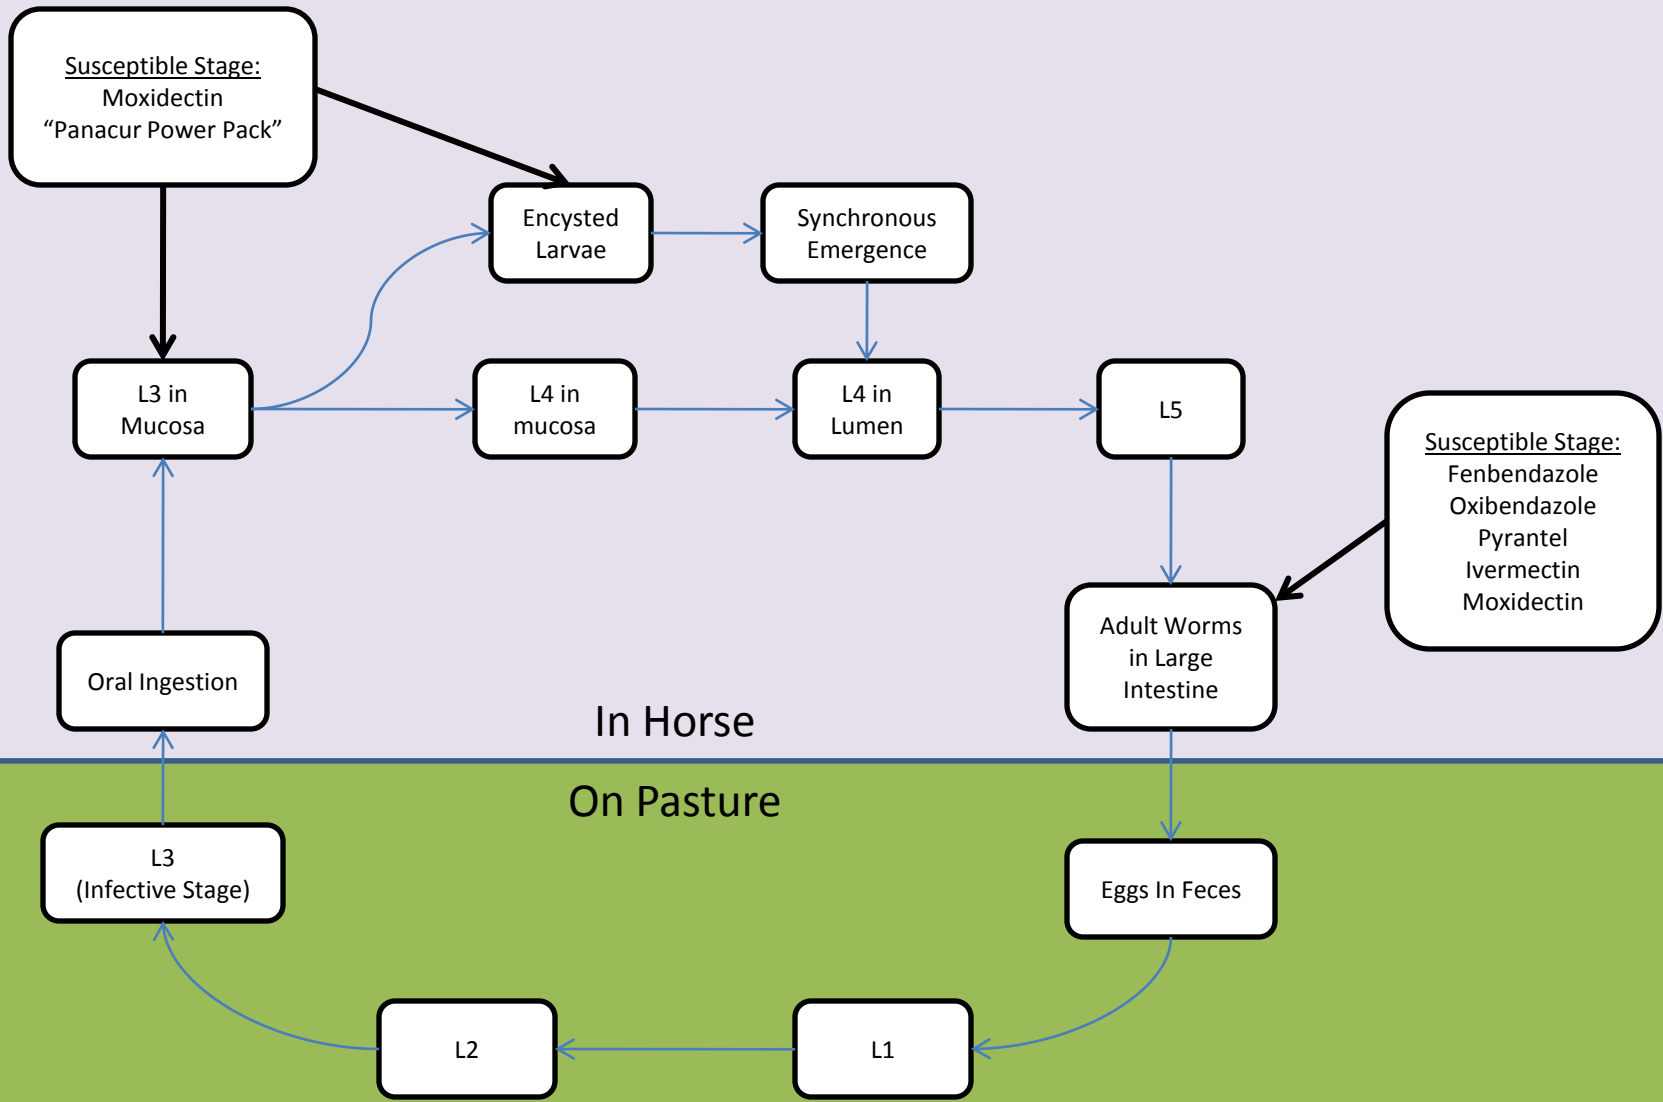 Susceptible Stage:
Moxidectin
“Panacur Power Pack”
Encysted
Larvae
Synchronous
Emergence
L3 in
Mucosa
L4 in
mucosa
L4 in
Lumen
L5
Susceptible Stage:
Fenbendazole
Oxibendazole
Pyrantel
Ivermectin
Moxidectin
Adult Worms
in Large
Intestine
Oral Ingestion
In Horse
On Pasture
L3
(Infective Stage)
Eggs In Feces
L2
L1